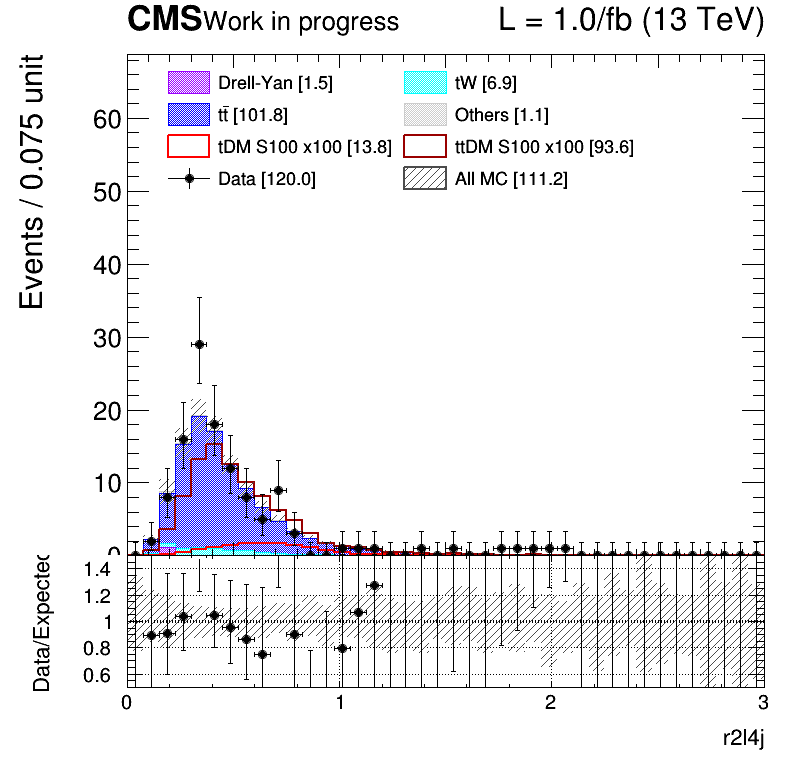 CMS Work in progress L = 1.0/fb (13 TeV)
Events / 0.075 unit
Drell-Yan [1.5] tW [6.9]
tt̄ [101.8] Others [1.1]
tDM S100 x100 [13.8] ttDM S100 x100 [93.6]
Data [120.0] All MC [111.2]
60
50
40
30
20
10
0
Data/Expected
1.4
1.2
1
0.8
0.6
0 1 2 3
r2l4j